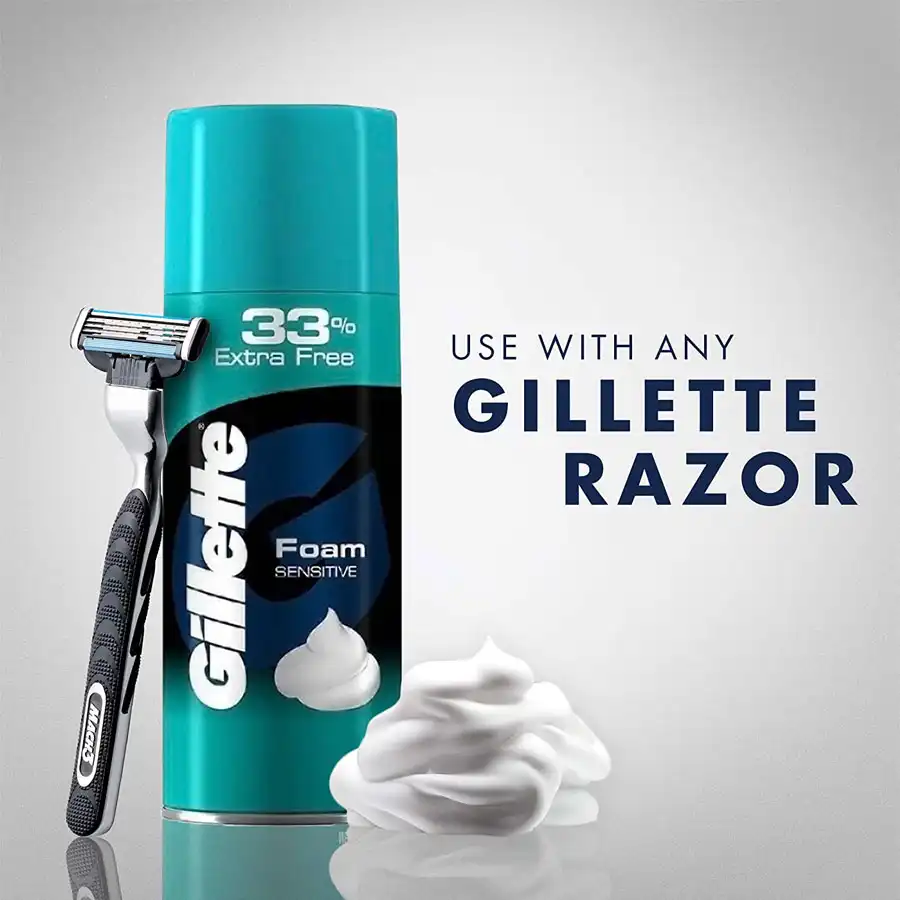 33%
Extra Free
Gillette®
Foam
SENSITIVE
MACH3
USE WITH ANY
GILLETTE
RAZOR